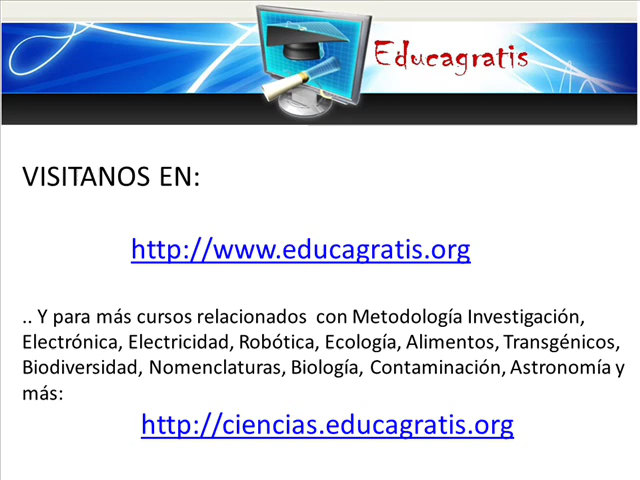 Educagratis
VISITANOS EN:
http://www.educagratis.org
.. Y para más cursos relacionados con Metodología Investigación,
Electrónica, Electricidad, Robótica, Ecología, Alimentos, Transgénicos,
Biodiversidad, Nomenclaturas, Biología, Contaminación, Astronomía y
más:
http://ciencias.educagratis.org